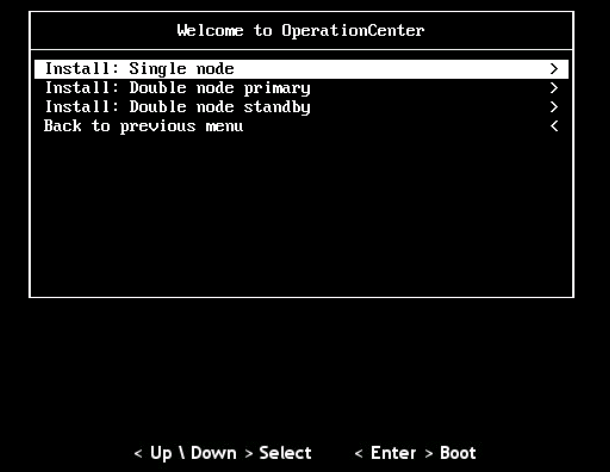 Welcome to OperationCenter
Install: Single node >
Install: Double node primary >
Install: Double node standby >
Back to previous menu <
< Up \ Down > Select < Enter > Boot